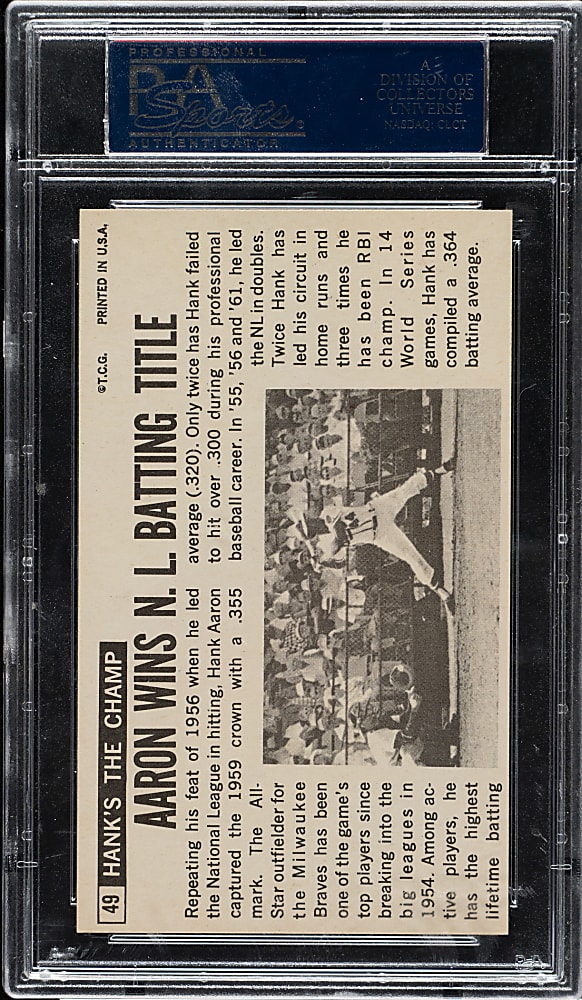 PROFESSIONAL
PSA
Sports
AUTHENTICATOR
A
DIVISION OF
COLLECTORS
UNIVERSE
NASDAQ: CLCT
©T.C.G. PRINTED IN U.S.A.
49 HANK'S THE CHAMP
AARON WINS N. L. BATTING TITLE
Repeating his feat of 1956 when he led
the National League in hitting, Hank Aaron
captured the 1959 crown with a .355
mark. The All-
Star outfielder for
the Milwaukee
Braves has been
one of the game's
top players since
breaking into the
big leagues in
1954. Among ac-
tive players, he
has the highest
lifetime batting
average (.320). Only twice has Hank failed
to hit over .300 during his professional
baseball career. In '55, '56 and '61, he led
the NL in doubles.
Twice Hank has
led his circuit in
home runs and
three times he
has been RBI
champ. In 14
World Series
games, Hank has
compiled a .364
batting average.